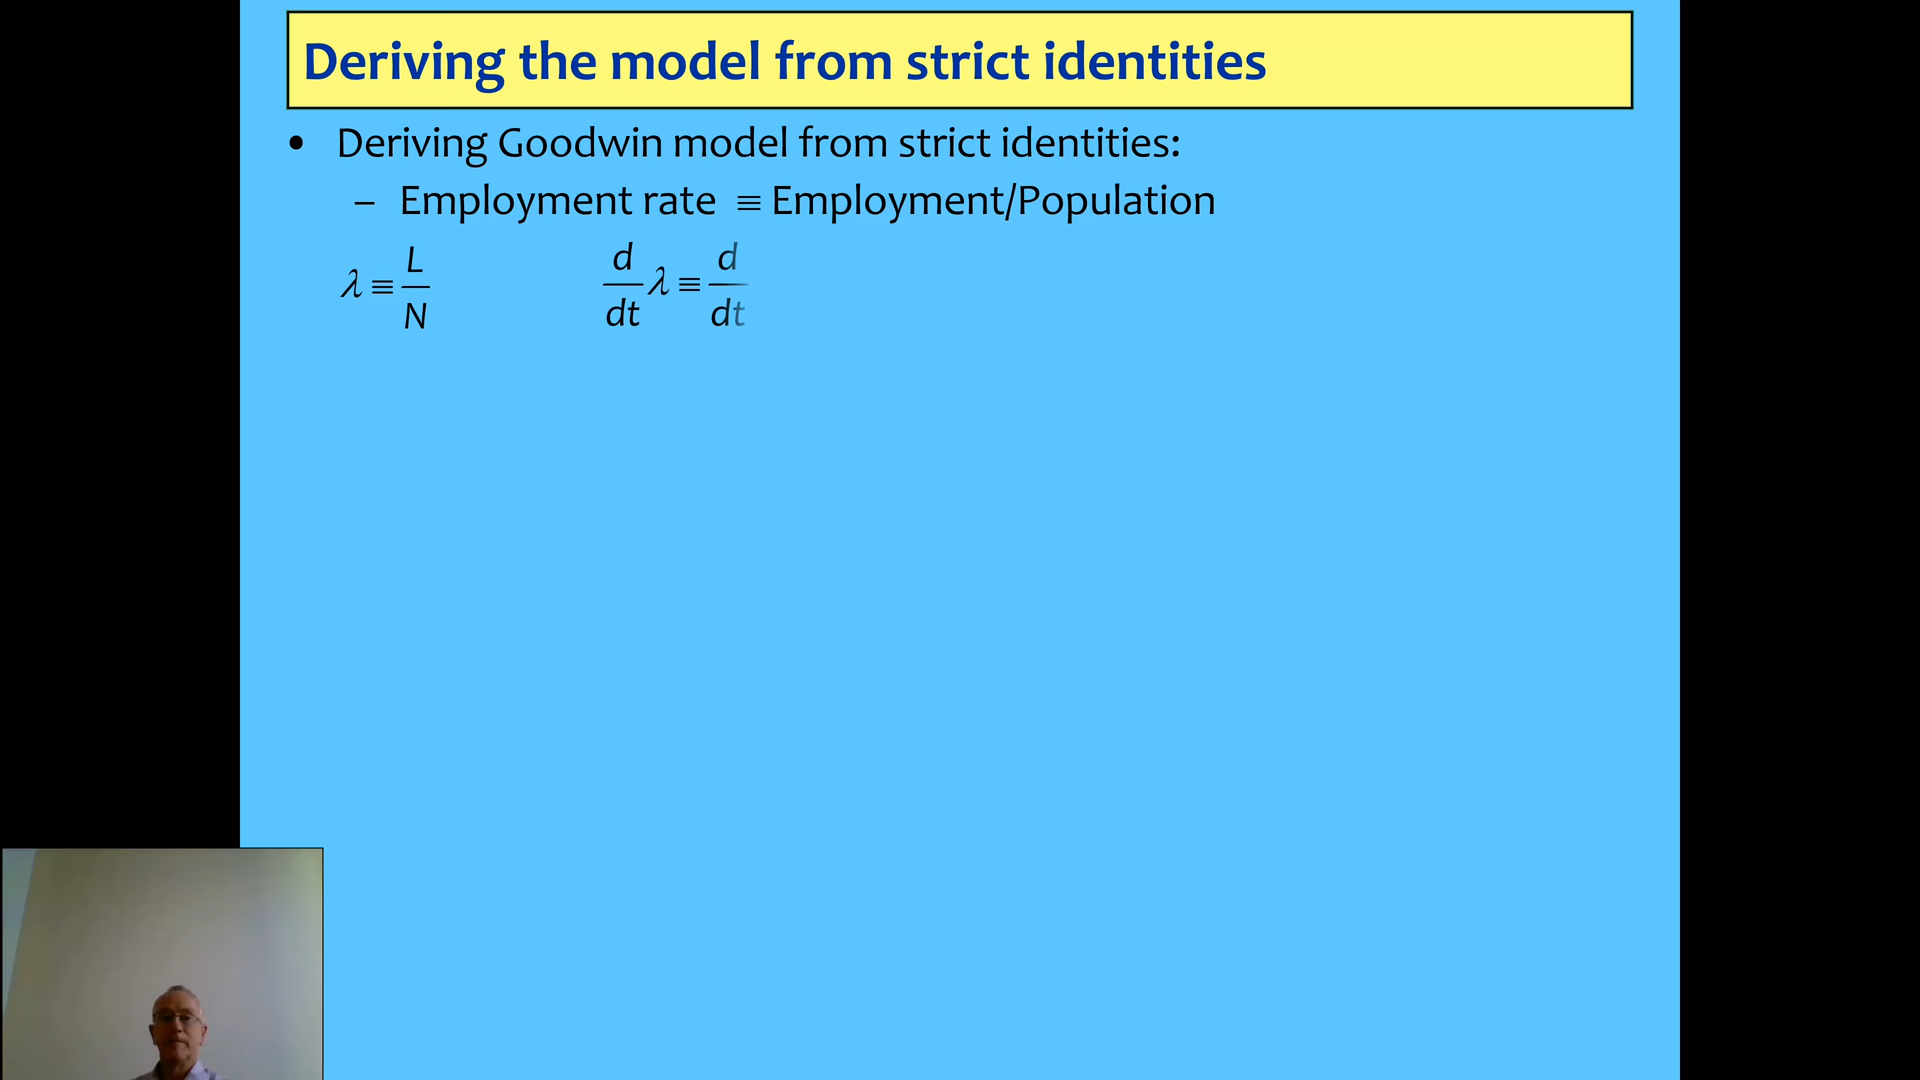 Deriving the model from strict identities
• Deriving Goodwin model from strict identities:
– Employment rate ≡ Employment/Population
λ ≡ L/N d/dt λ ≡ d/dt